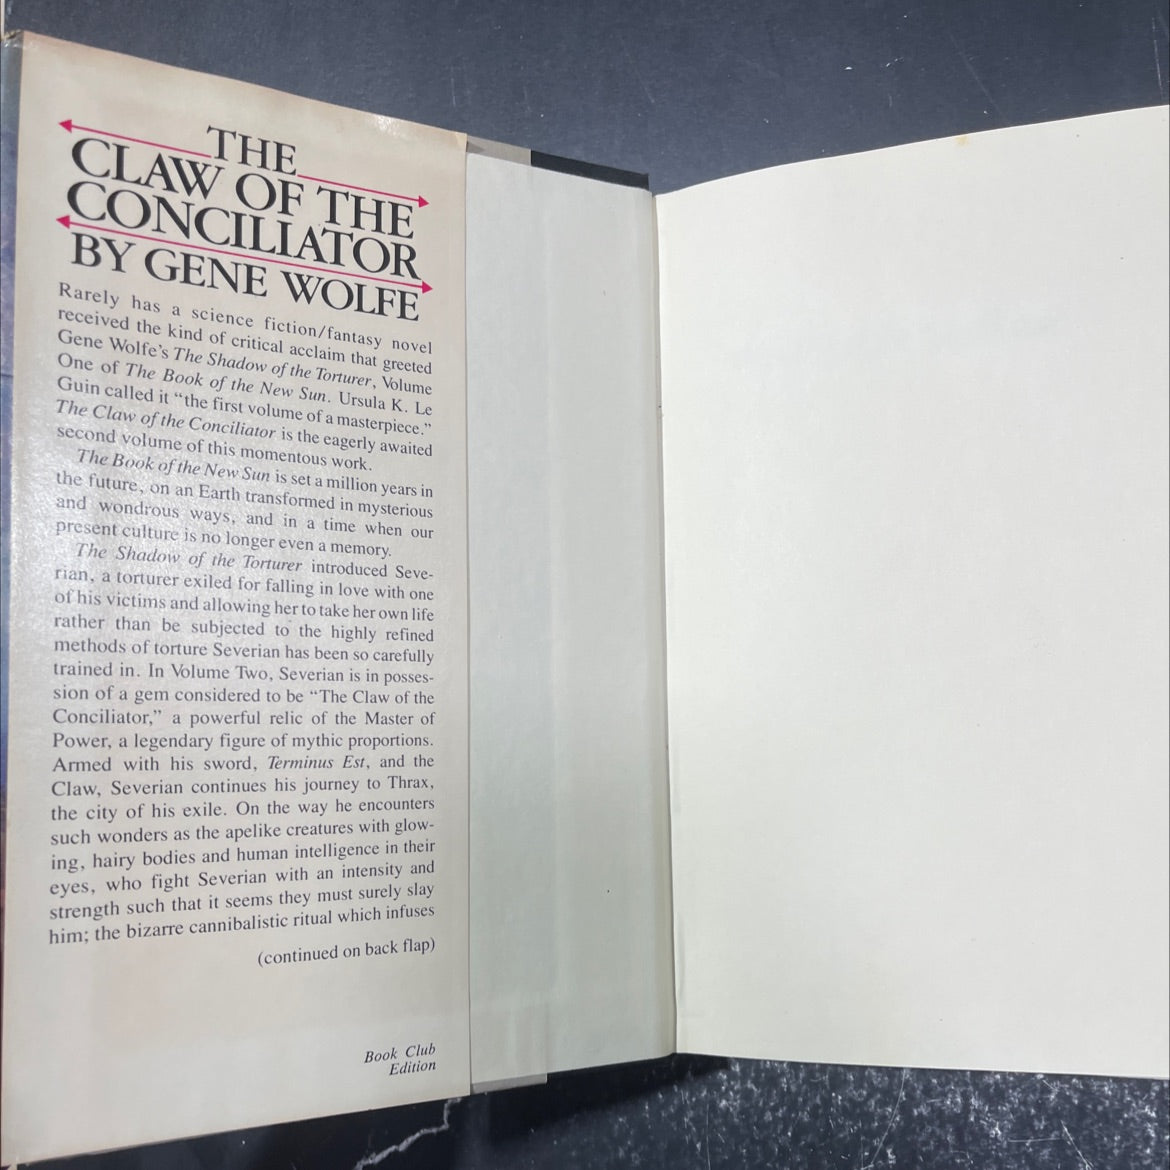 THE
CLAW OF THE
CONCILIATOR
BY GENE WOLFE
Rarely has a science fiction/fantasy novel
received the kind of critical acclaim that greeted
Gene Wolfe's The Shadow of the Torturer, Volume
One of The Book of the New Sun. Ursula K. Le
Guin called it "the first volume of a masterpiece."
The Claw of the Conciliator is the eagerly awaited
second volume of this momentous work.
The Book of the New Sun is set a million years in
the future, on an Earth transformed in mysterious
and wondrous ways, and in a time when our
present culture is no longer even a memory.
The Shadow of the Torturer introduced Seve-
rian, a torturer exiled for falling in love with one
of his victims and allowing her to take her own life
rather than be subjected to the highly refined
methods of torture Severian has been so carefully
trained in. In Volume Two, Severian is in posses-
sion of a gem considered to be "The Claw of the
Conciliator," a powerful relic of the Master of
Power, a legendary figure of mythic proportions.
Armed with his sword, Terminus Est, and the
Claw, Severian continues his journey to Thrax,
the city of his exile. On the way he encounters
such wonders as the apelike creatures with glow-
ing, hairy bodies and human intelligence in their
eyes, who fight Severian with an intensity and
strength such that it seems they must surely slay
him; the bizarre cannibalistic ritual which infuses
(continued on back flap)
Book Club
Edition